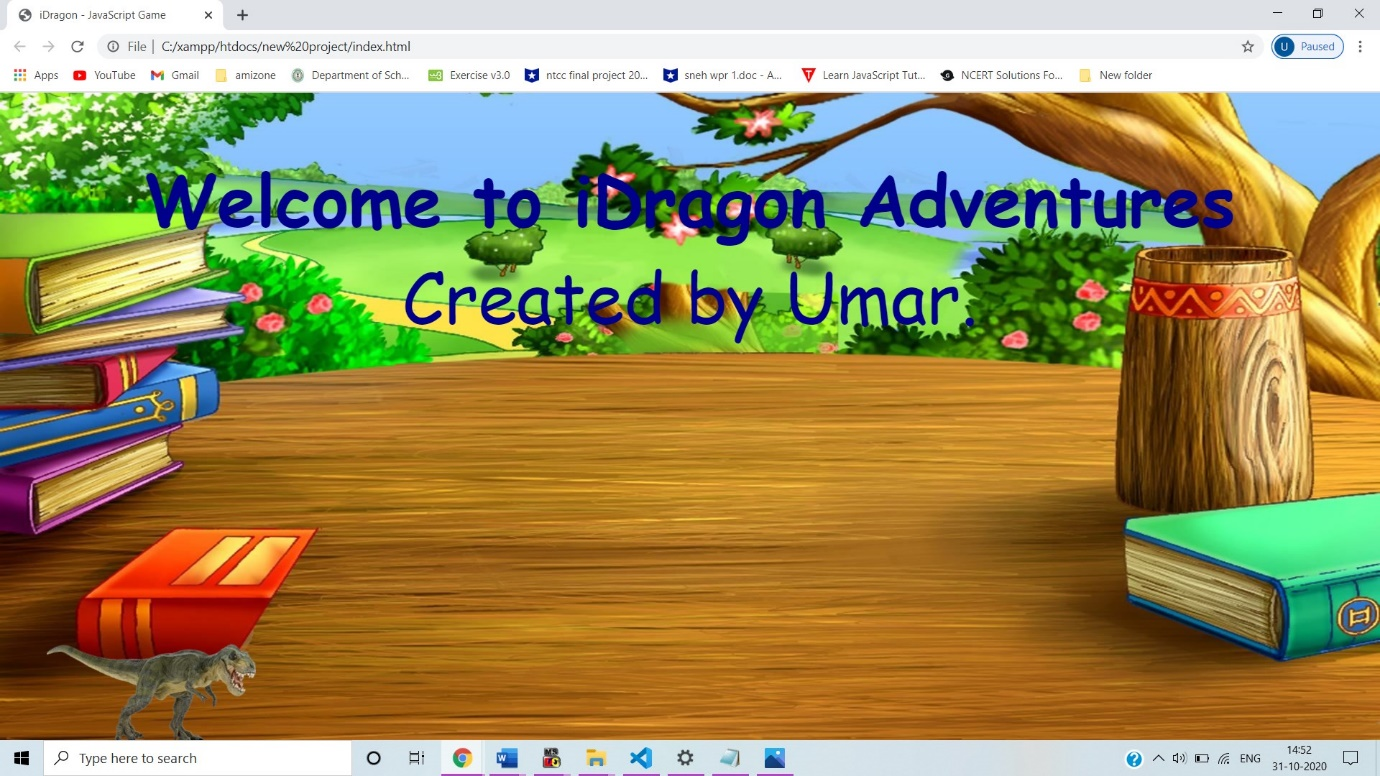 iDragon - JavaScript Game
File | C:/xampp/htdocs/new%20project/index.html
U Paused
Apps YouTube Gmail amizone Department of Sch... Exercise v3.0 ntcc final project 20... sneh wpr 1.doc - A... Learn JavaScript Tut... NCERT Solutions Fo... New folder
Welcome to iDragon Adventures
Created by Umar.
Type here to search
ENG
14:52
31-10-2020